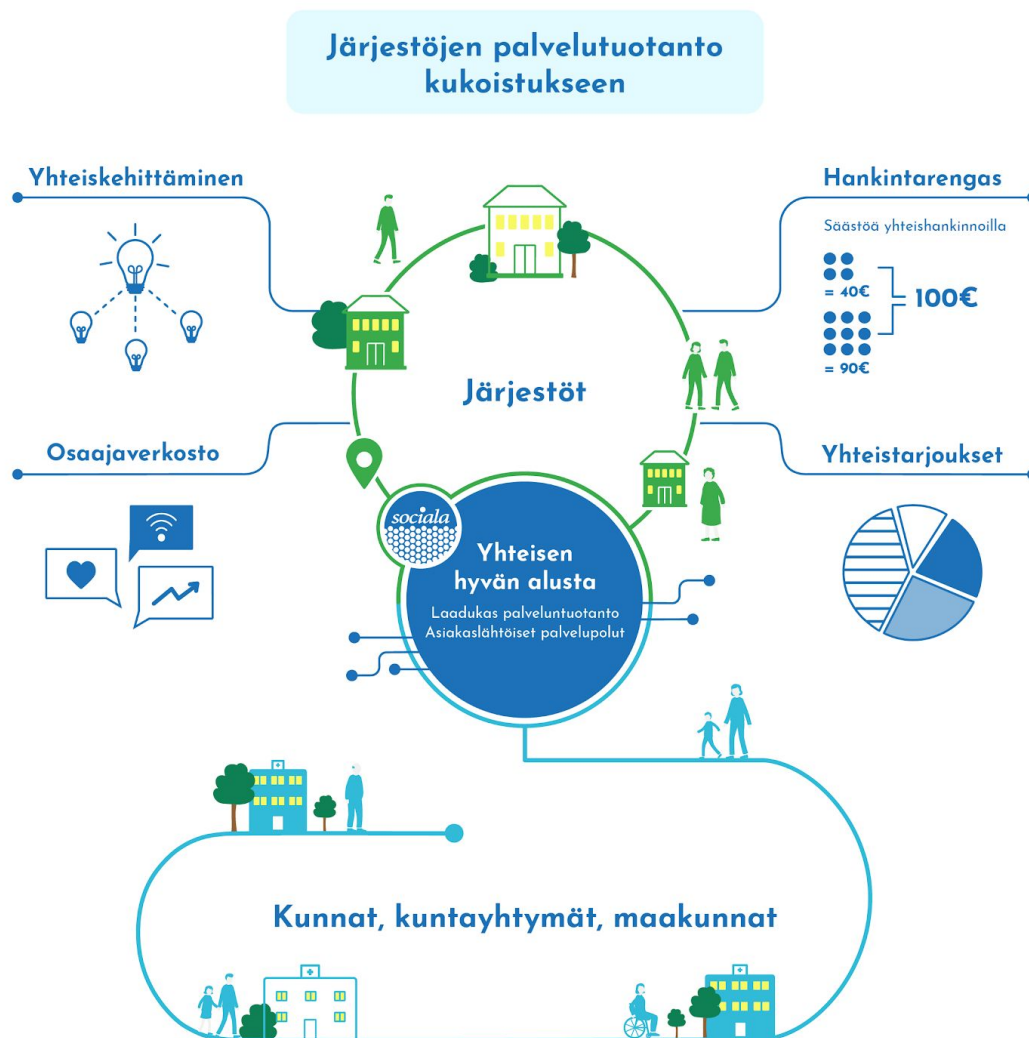 Järjestöjen palvelutuotanto
kukoistukseen
Yhteiskehittäminen
Hankintarengas
Säästöä yhteishankinnoilla
= 40€
100€
= 90€
Järjestöt
Osaajaverkosto
Yhteistarjoukset
sociala
Yhteisen
hyvän alusta
Laadukas palveluntuotanto
Asiakaslähtöiset palvelupolut
Kunnat, kuntayhtymät, maakunnat